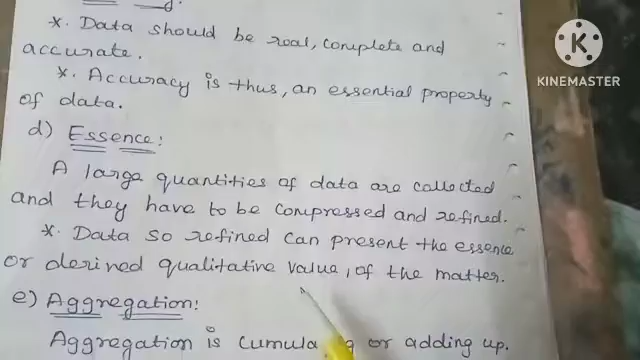 * Data should be real, complete and
accurate.
* Accuracy is thus, an essential property
of data.
d) Essence:
A large quantities of data are collected
and they have to be compressed and refined.
* Data so refined can present the essence
or derived qualitative value, of the matter.
e) Aggregation:
Aggregation is or adding up.
K
KINEMASTER